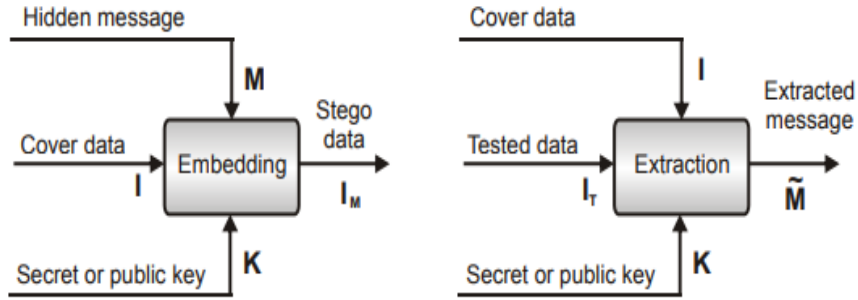 Hidden message
M
Cover data
I
Embedding
Stego
data
I_M
Secret or public key
K
Cover data
I
Tested data
I_T
Extraction
Extracted
message
M̃
Secret or public key
K